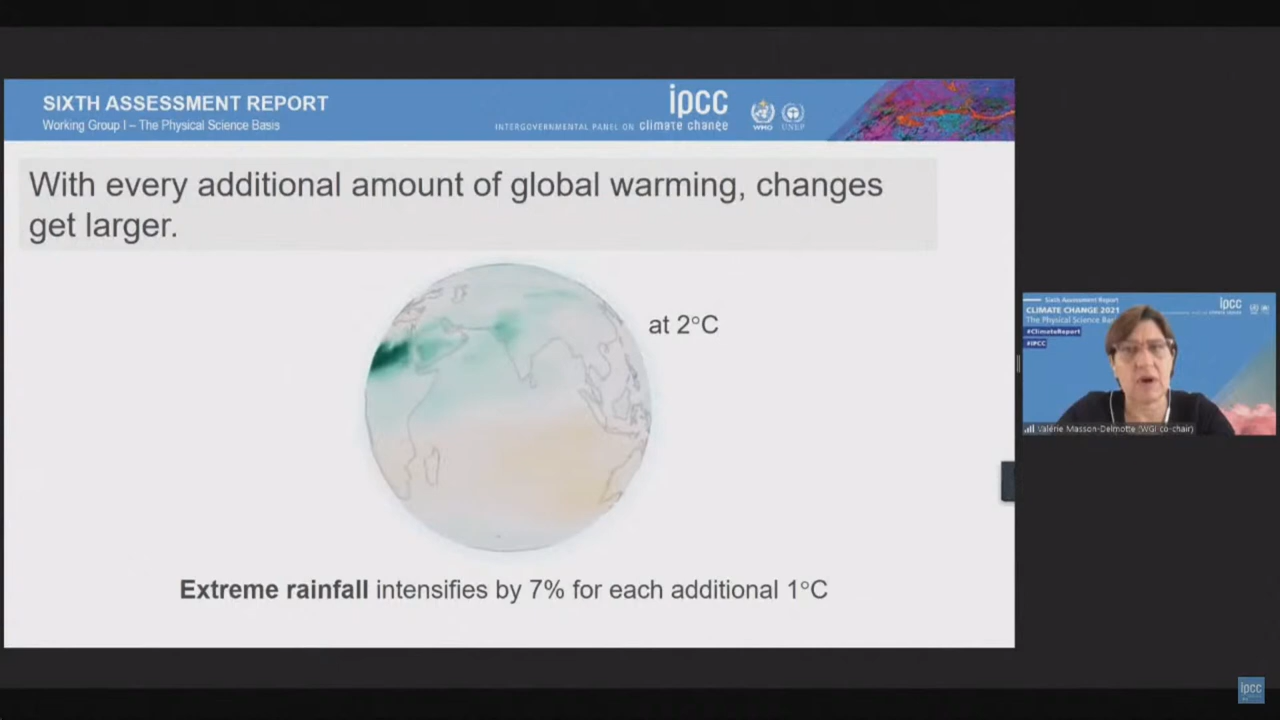 SIXTH ASSESSMENT REPORT
Working Group I – The Physical Science Basis
ipcc
INTERGOVERNMENTAL PANEL ON climate change
WMO
UNEP
With every additional amount of global warming, changes
get larger.
at 2°C
Extreme rainfall intensifies by 7% for each additional 1°C
Sixth Assessment Report
CLIMATE CHANGE 2021
The Physical Science
#ClimateReport
#IPCC
ipcc
Valérie Masson-Delmotte (WGI co-chair)
ipcc